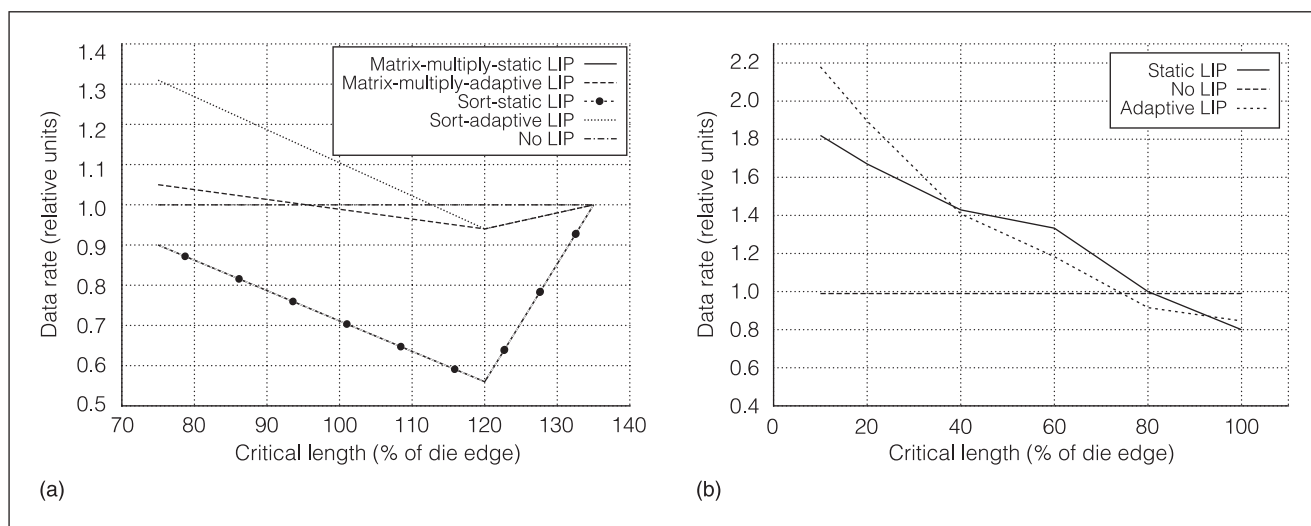 1.4
1.3
1.2
1.1
1.0
0.9
0.8
0.7
0.6
0.5
Data rate (relative units)
Matrix-multiply-static LIP
Matrix-multiply-adaptive LIP
Sort-static LIP
Sort-adaptive LIP
No LIP
70 80 90 100 110 120 130 140
Critical length (% of die edge)
(a)
2.2
2.0
1.8
1.6
1.4
1.2
1.0
0.8
0.6
0.4
Data rate (relative units)
Static LIP
No LIP
Adaptive LIP
0 20 40 60 80 100
Critical length (% of die edge)
(b)